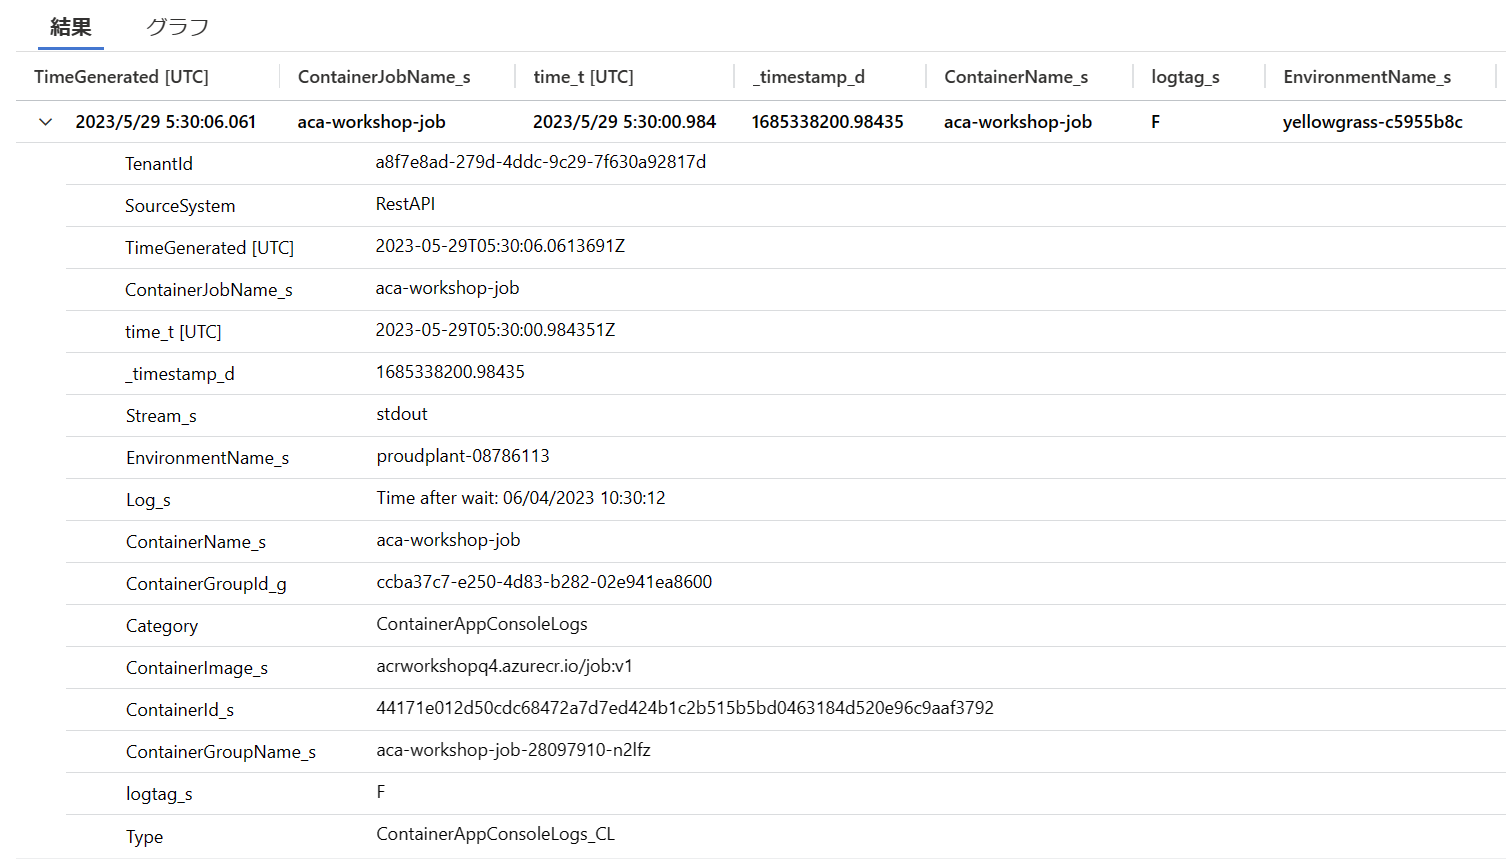 結果 グラフ
TimeGenerated [UTC] ContainerJobName_s time_t [UTC] _timestamp_d ContainerName_s logtag_s EnvironmentName_s
2023/5/29 5:30:06.061 aca-workshop-job 2023/5/29 5:30:00.984 1685338200.98435 aca-workshop-job F yellowgrass-c5955b8c
TenantId a8f7e8ad-279d-4ddc-9c29-7f630a92817d
SourceSystem RestAPI
TimeGenerated [UTC] 2023-05-29T05:30:06.0613691Z
ContainerJobName_s aca-workshop-job
time_t [UTC] 2023-05-29T05:30:00.984351Z
_timestamp_d 1685338200.98435
Stream_s stdout
EnvironmentName_s proudplant-08786113
Log_s Time after wait: 06/04/2023 10:30:12
ContainerName_s aca-workshop-job
ContainerGroupId_g ccba37c7-e250-4d83-b282-02e941ea8600
Category ContainerAppConsoleLogs
ContainerImage_s acrworkshopq4.azurecr.io/job:v1
ContainerId_s 44171e012d50cdc68472a7d7ed424b1c2b515b5bd0463184d520e96c9aaf3792
ContainerGroupName_s aca-workshop-job-28097910-n2lfz
logtag_s F
Type ContainerAppConsoleLogs_CL